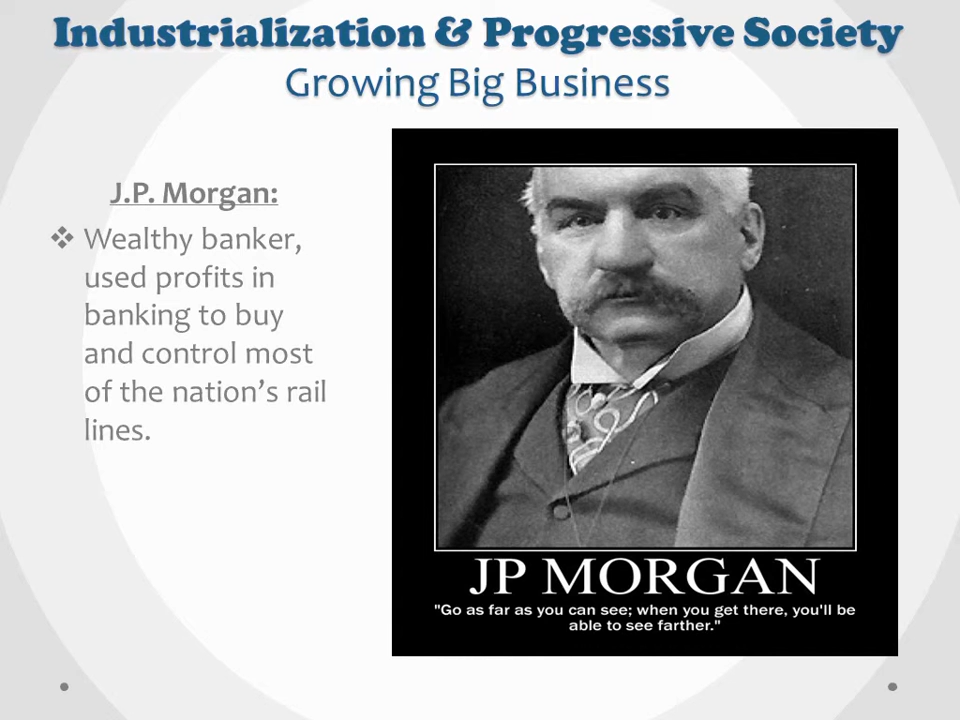 Industrialization & Progressive Society
Growing Big Business
J.P. Morgan:
❖ Wealthy banker,
used profits in
banking to buy
and control most
of the nation’s rail
lines.
JP MORGAN
"Go as far as you can see; when you get there, you'll be
able to see farther."